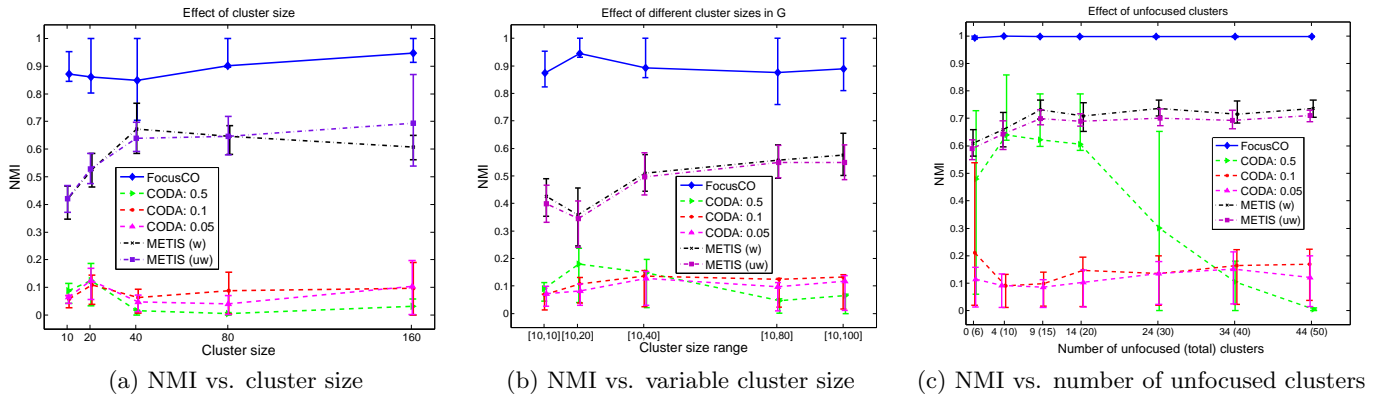 Effect of cluster size
1
0.9
0.8
0.7
0.6
0.5
0.4
0.3
0.2
0.1
0
NMI
FocusCO
CODA: 0.5
CODA: 0.1
CODA: 0.05
METIS (w)
METIS (uw)
10 20 40 80 160
Cluster size
(a) NMI vs. cluster size
Effect of different cluster sizes in G
1
0.9
0.8
0.7
0.6
0.5
0.4
0.3
0.2
0.1
0
NMI
FocusCO
CODA: 0.5
CODA: 0.1
CODA: 0.05
METIS (w)
METIS (uw)
[10,10] [10,20] [10,40] [10,80] [10,100]
Cluster size range
(b) NMI vs. variable cluster size
Effect of unfocused clusters
1
0.9
0.8
0.7
0.6
0.5
0.4
0.3
0.2
0.1
0
NMI
FocusCO
CODA: 0.5
CODA: 0.1
CODA: 0.05
METIS (w)
METIS (uw)
0 (6) 4 (10) 9 (15) 14 (20) 24 (30) 34 (40) 44 (50)
Number of unfocused (total) clusters
(c) NMI vs. number of unfocused clusters